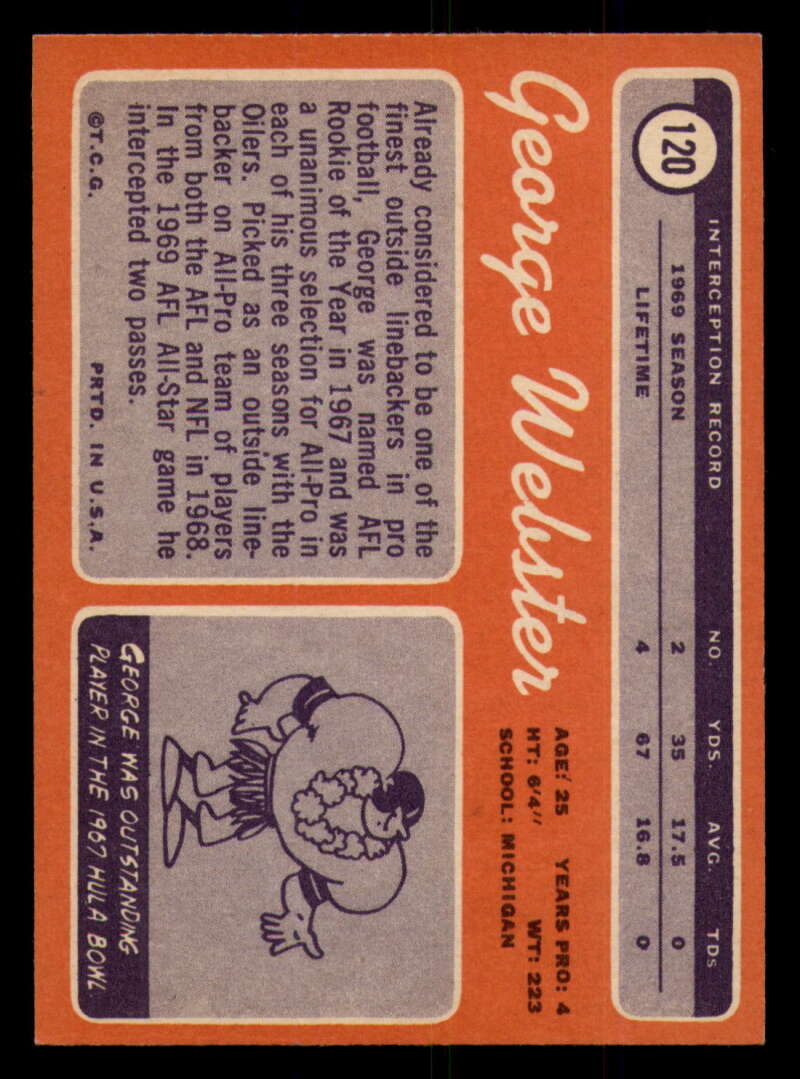 120
INTERCEPTION RECORD NO. YDS. AVG. TDs
1969 SEASON 2 35 17.5 0
LIFETIME 4 67 16.8 0
George Webster
AGE: 25 YEARS PRO: 4
HT: 6'4" WT: 223
SCHOOL: MICHIGAN
Already considered to be one of the
finest outside linebackers in pro
football, George was named AFL
Rookie of the Year in 1967 and was
a unanimous selection for All-Pro in
each of his three seasons with the
Oilers. Picked as an outside line-
backer on All-Pro team of players
from both the AFL and NFL in 1968.
In the 1969 AFL All-Star game he
intercepted two passes.
©T.C.G. PRTD. IN U.S.A.
GEORGE WAS OUTSTANDING
PLAYER IN THE 1967 HULA BOWL.